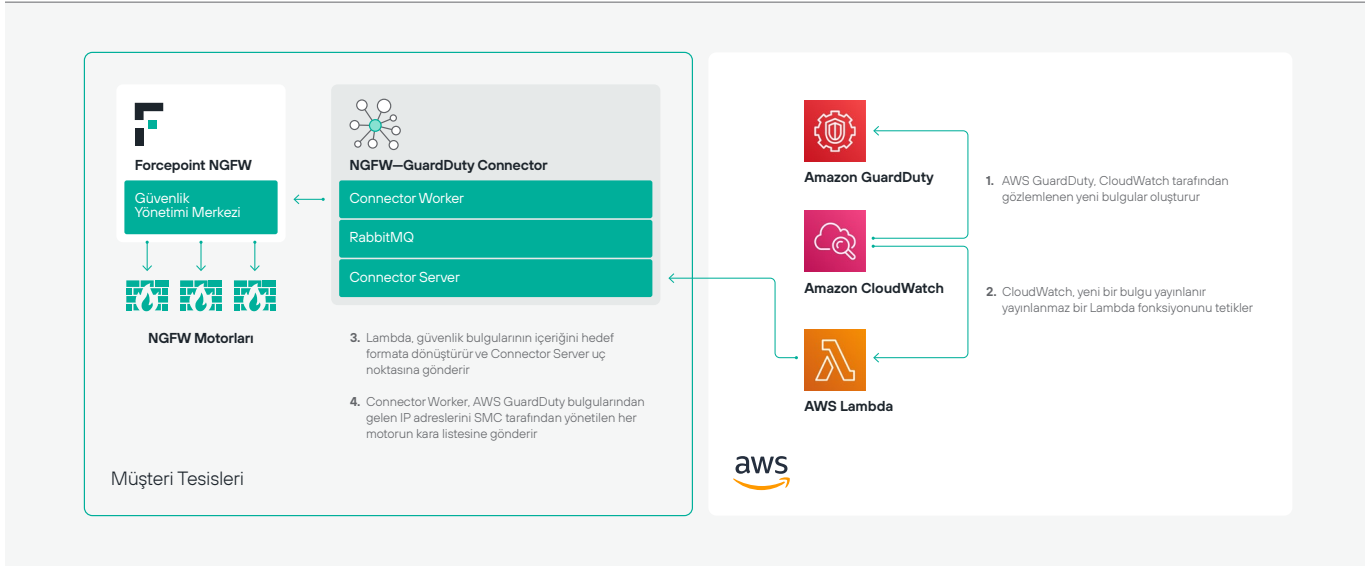 Forcepoint NGFW
Güvenlik
Yönetimi Merkezi
NGFW Motorları
NGFW—GuardDuty Connector
Connector Worker
RabbitMQ
Connector Server
3. Lambda, güvenlik bulgularının içeriğini hedef
formata dönüştürür ve Connector Server uç
noktasına gönderir
4. Connector Worker, AWS GuardDuty bulgularından
gelen IP adreslerini SMC tarafından yönetilen her
motorun kara listesine gönderir
Müşteri Tesisleri
Amazon GuardDuty
1. AWS GuardDuty, CloudWatch tarafından
gözlemlenen yeni bulgular oluşturur
Amazon CloudWatch
2. CloudWatch, yeni bir bulgu yayınlanır
yayınlanmaz bir Lambda fonksiyonunu tetikler
AWS Lambda
aws